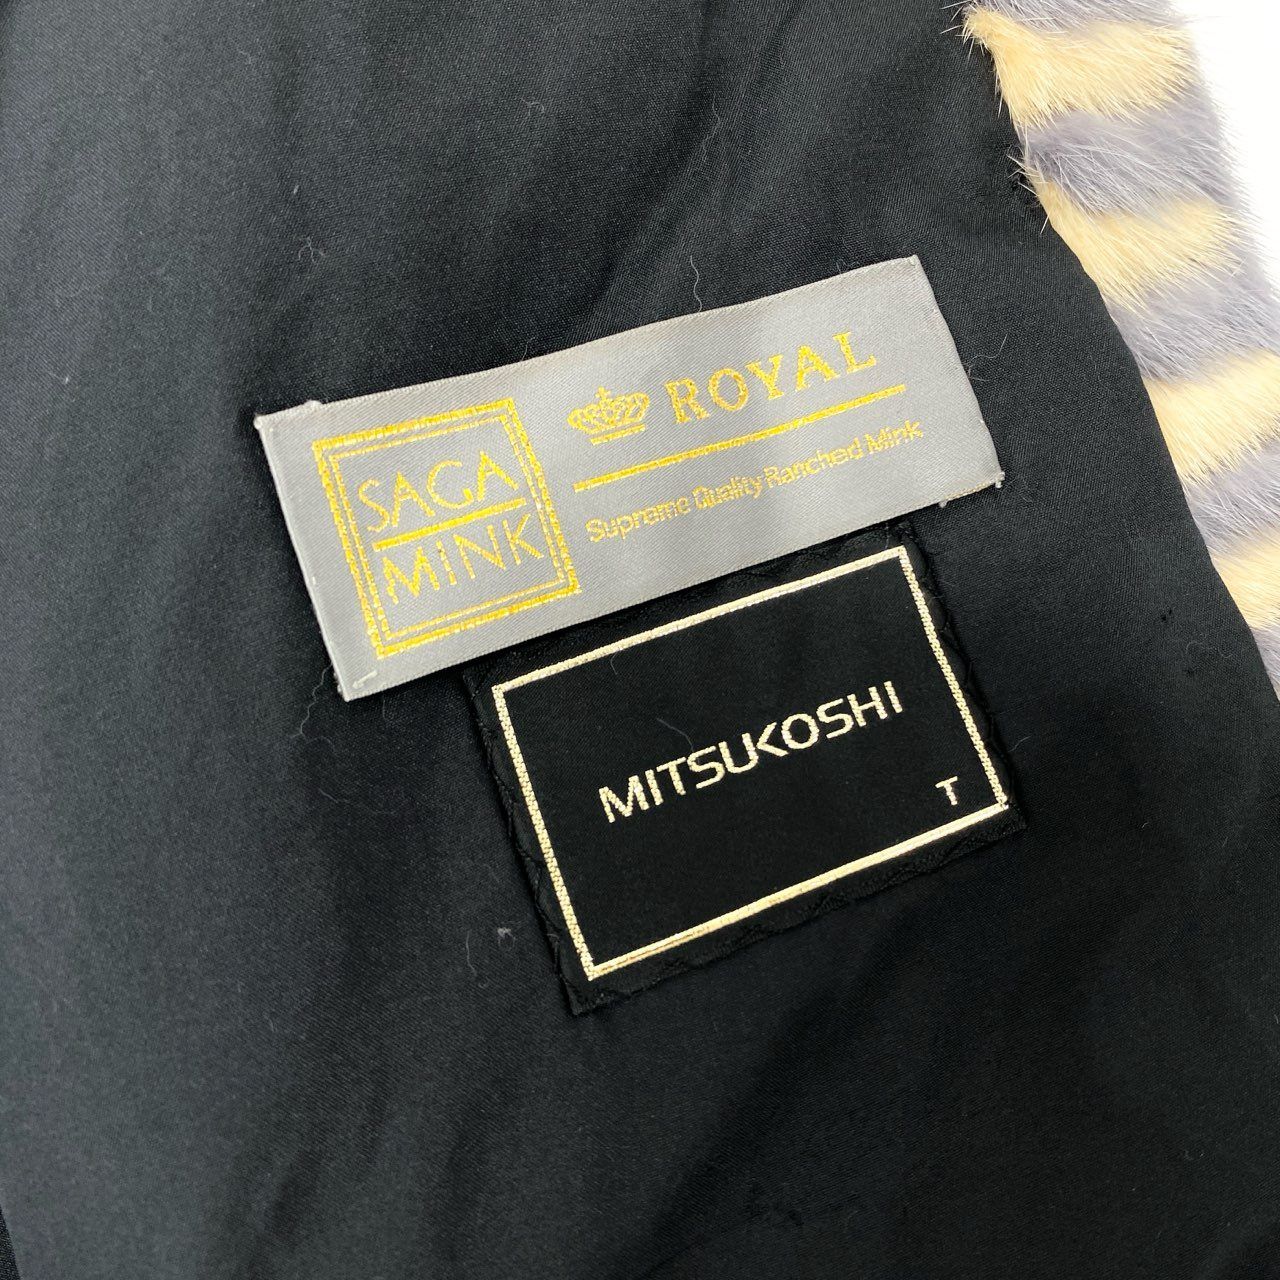 SAGA
MINK
ROYAL
Supreme Quality Ranched Mink
MITSUKOSHI
T